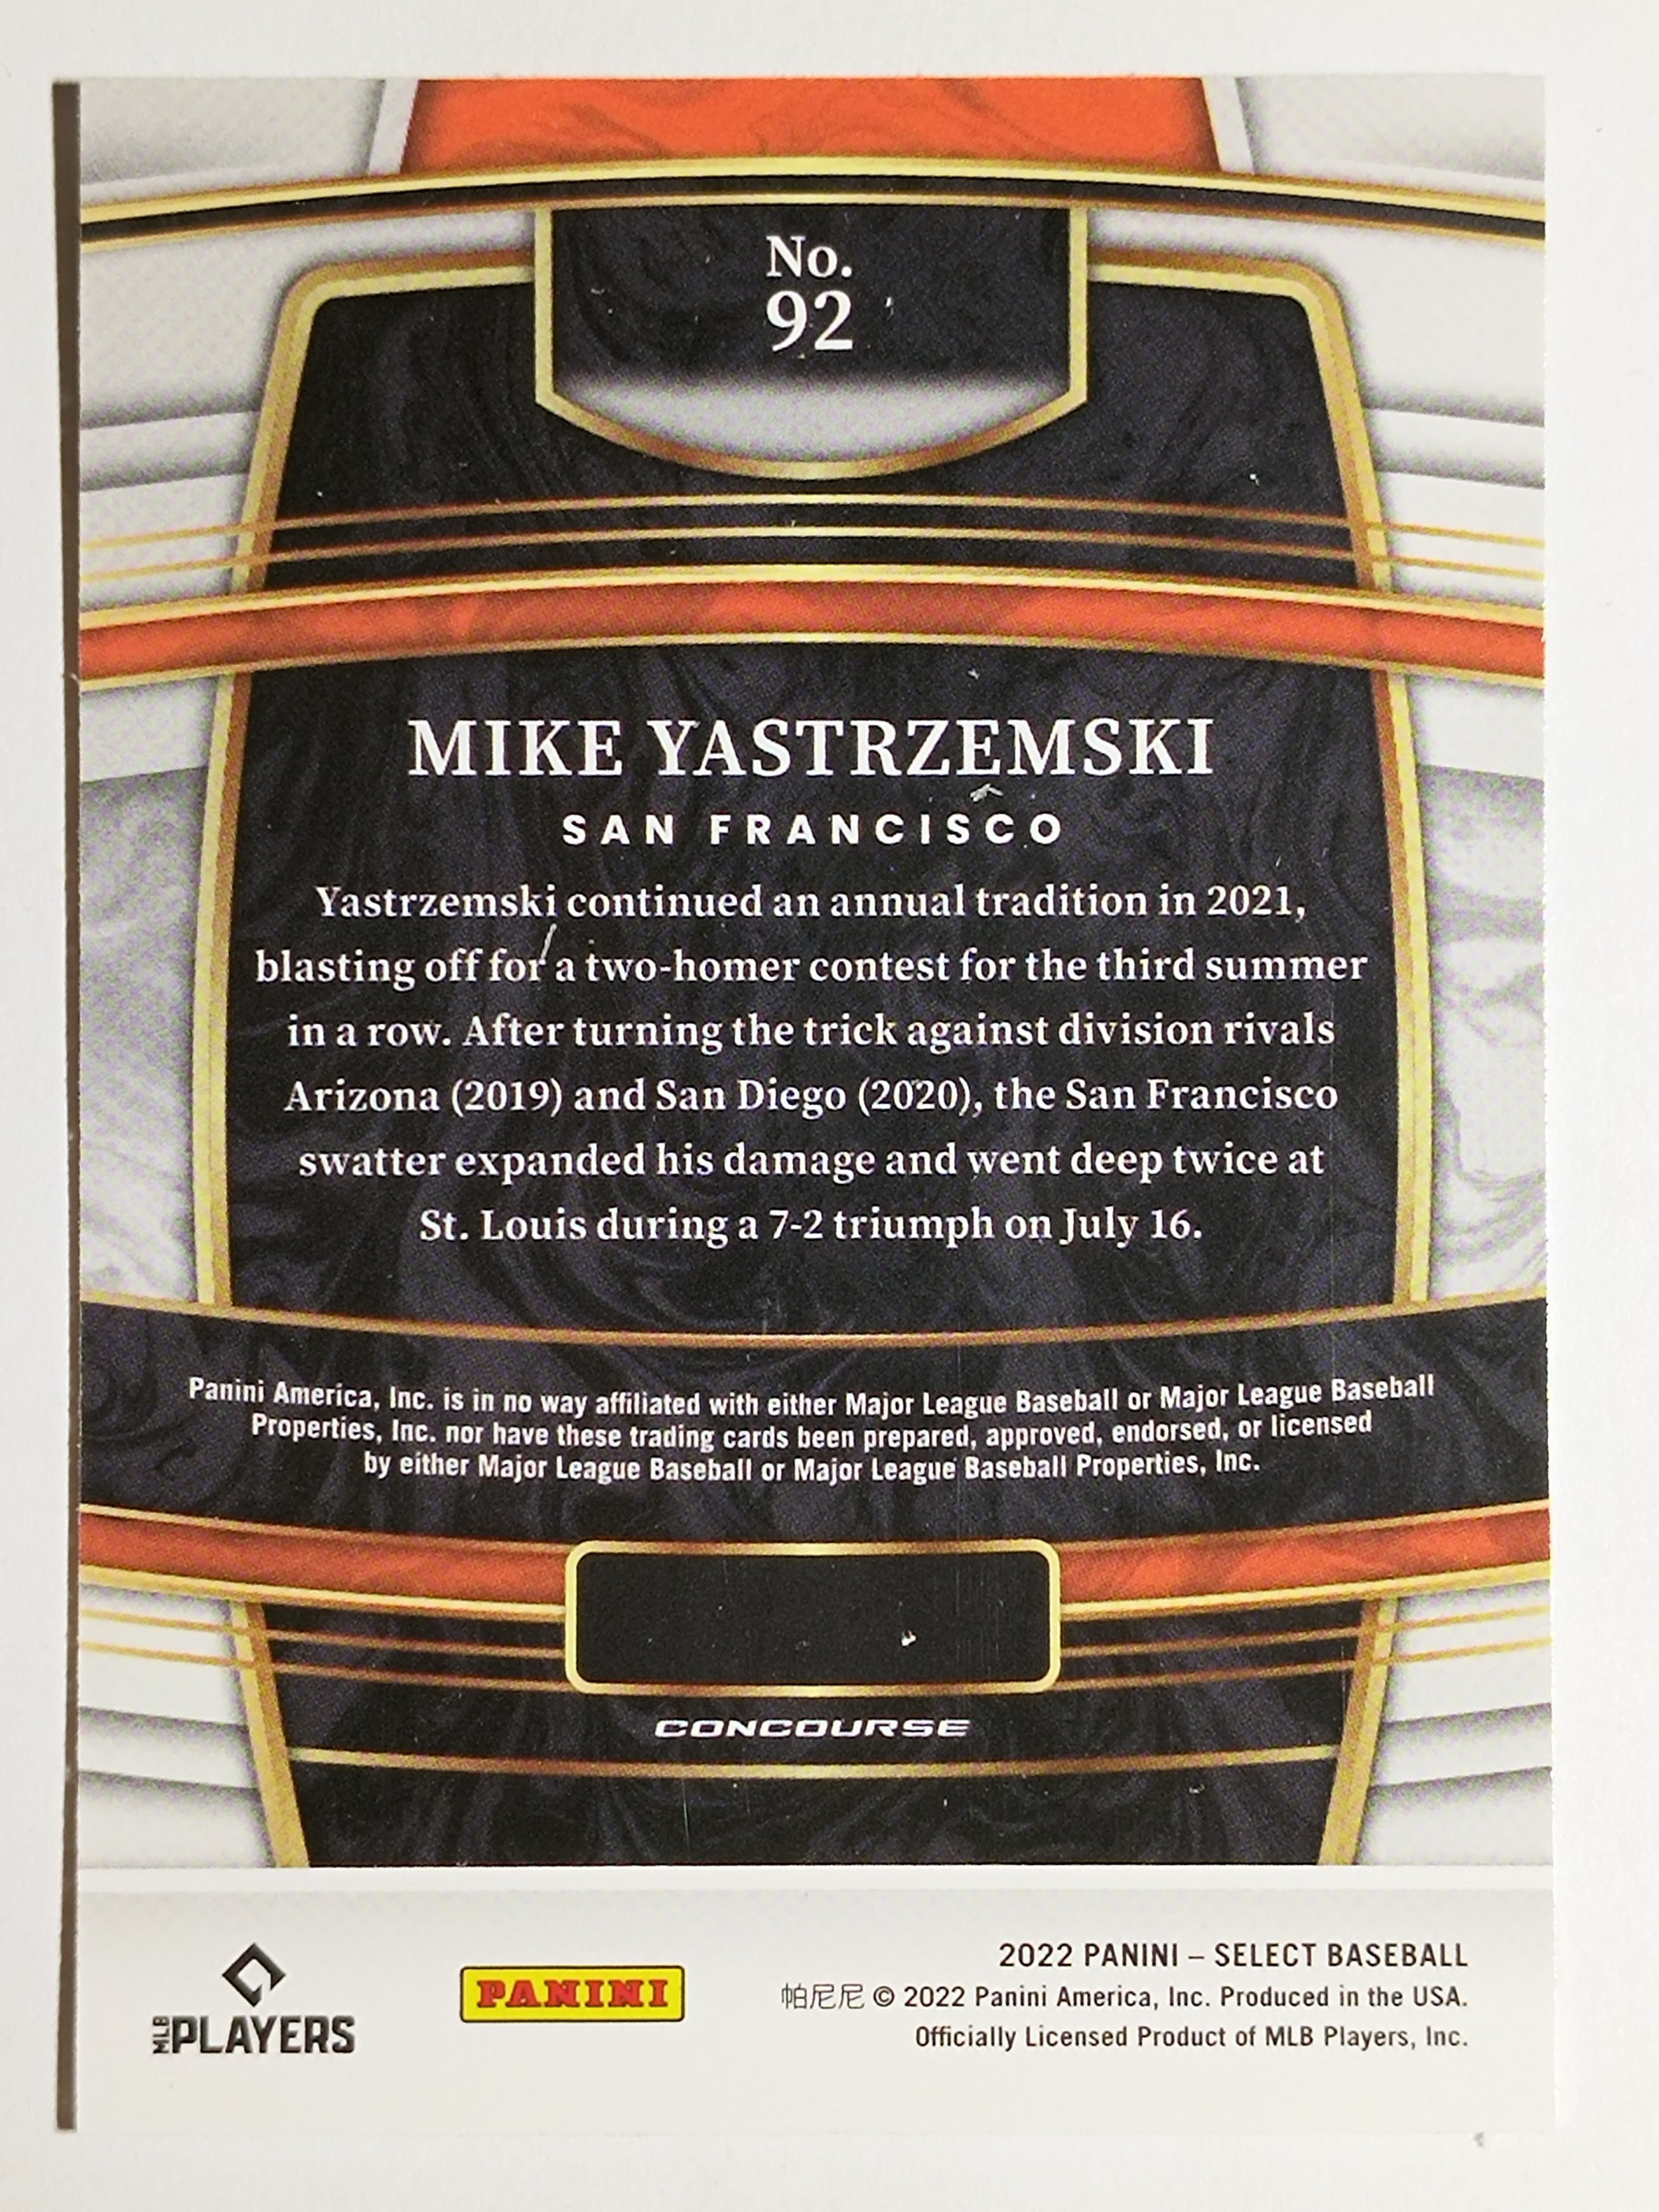 No.
92
MIKE YASTRZEMSKI
SAN FRANCISCO
Yastrzemski continued an annual tradition in 2021,
blasting off for a two-homer contest for the third summer
in a row. After turning the trick against division rivals
Arizona (2019) and San Diego (2020), the San Francisco
swatter expanded his damage and went deep twice at
St. Louis during a 7-2 triumph on July 16.
Panini America, Inc. is in no way affiliated with either Major League Baseball or Major League Baseball
Properties, Inc. nor have these trading cards been prepared, approved, endorsed, or licensed
by either Major League Baseball or Major League Baseball Properties, Inc.
CONCOURSE
MLB PLAYERS
PANINI
2022 PANINI – SELECT BASEBALL
帕尼尼 © 2022 Panini America, Inc. Produced in the USA.
Officially Licensed Product of MLB Players, Inc.